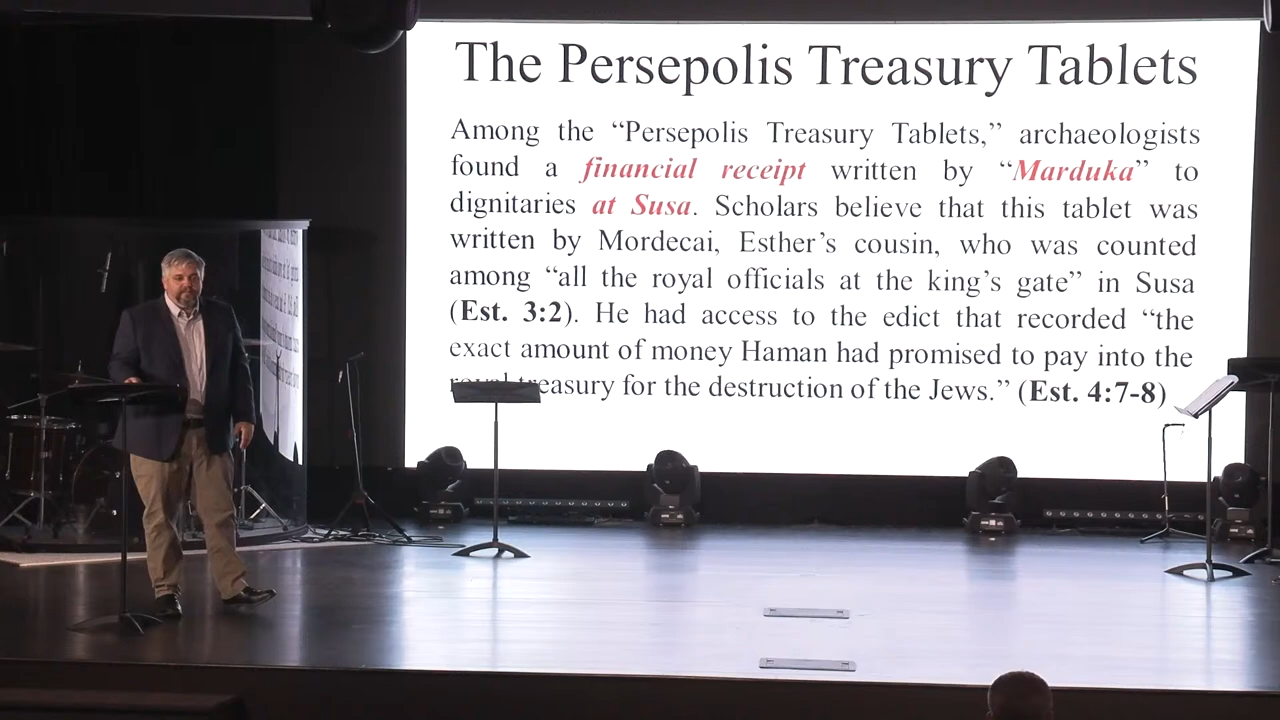 The Persepolis Treasury Tablets
Among the “Persepolis Treasury Tablets,” archaeologists
found a financial receipt written by “Marduka” to
dignitaries at Susa. Scholars believe that this tablet was
written by Mordecai, Esther’s cousin, who was counted
among “all the royal officials at the king’s gate” in Susa
(Est. 3:2). He had access to the edict that recorded “the
exact amount of money Haman had promised to pay into the
royal treasury for the destruction of the Jews.” (Est. 4:7-8)